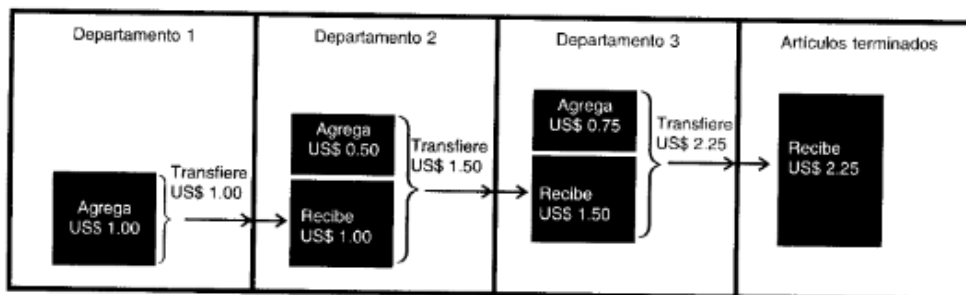 Departamento 1
Agrega
US$ 1.00
Transfiere
US$ 1.00
Departamento 2
Agrega
US$ 0.50
Recibe
US$ 1.00
Transfiere
US$ 1.50
Departamento 3
Agrega
US$ 0.75
Recibe
US$ 1.50
Transfiere
US$ 2.25
Artículos terminados
Recibe
US$ 2.25